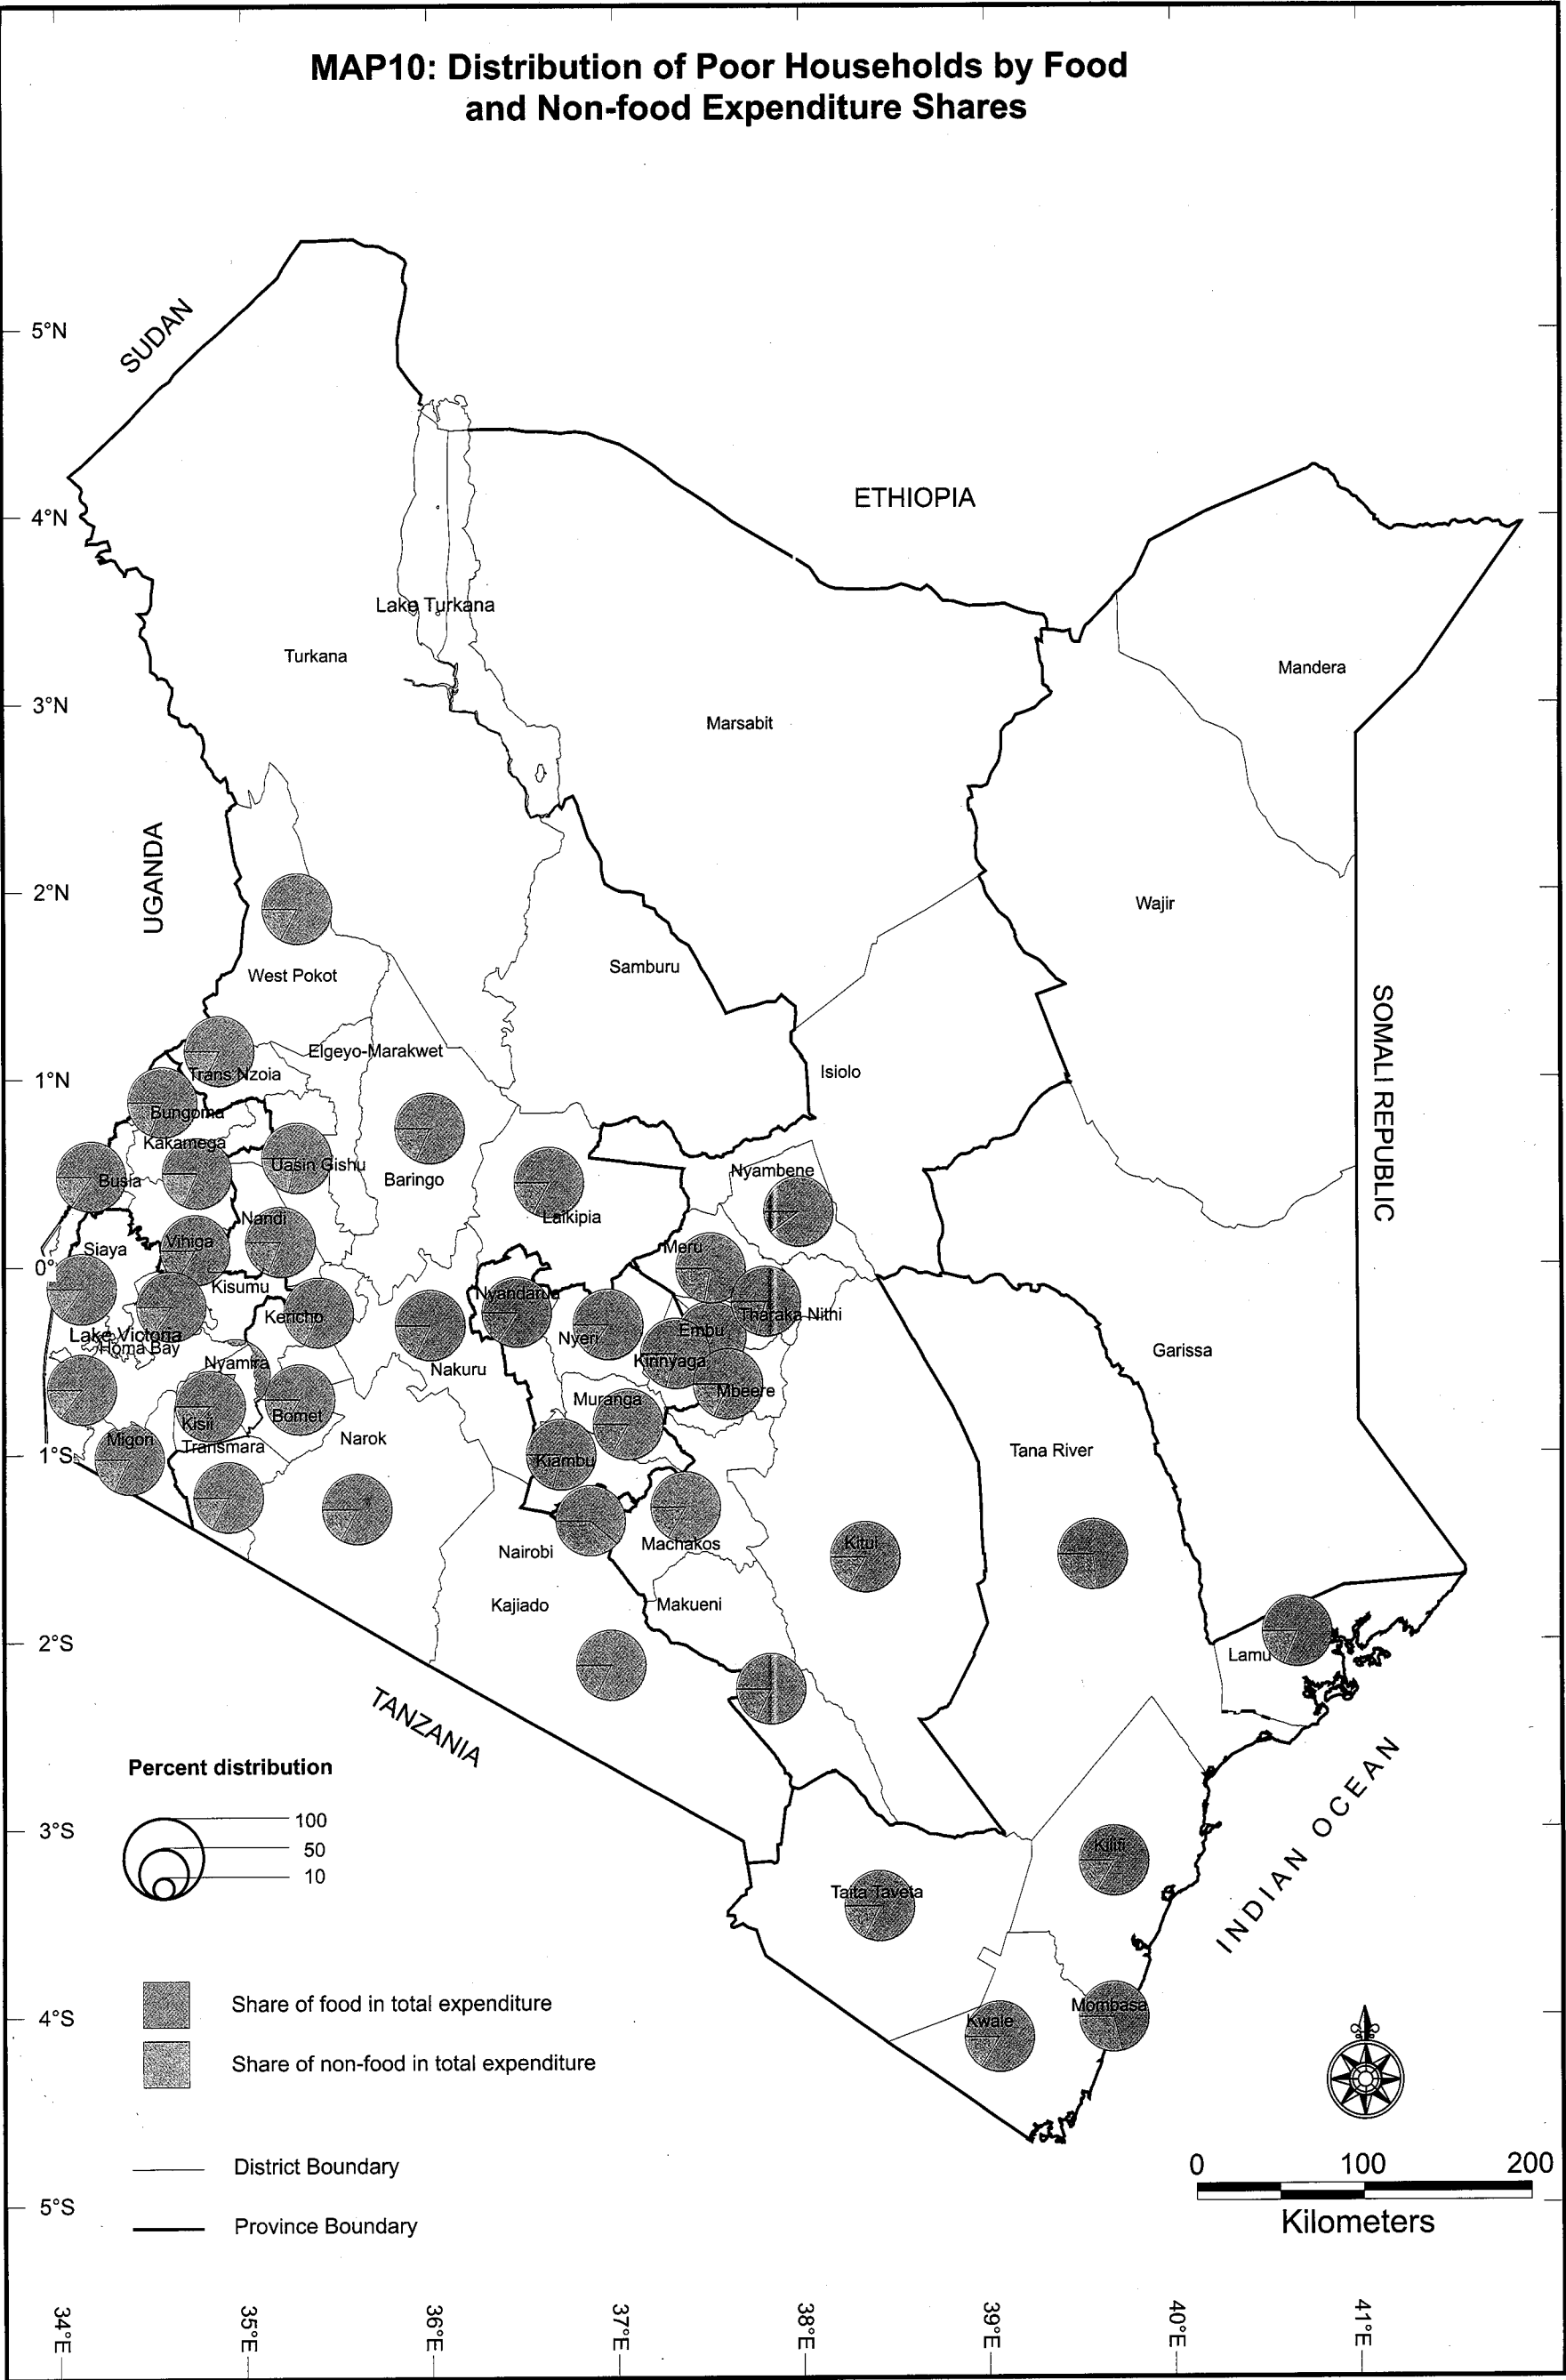 MAP10: Distribution of Poor Households by Food
and Non-food Expenditure Shares
5°N
SUDAN
4°N
ETHIOPIA
Lake Turkana
Turkana
Mandera
3°N
Marsabit
UGANDA
2°N
Wajir
West Pokot
Samburu
SOMALI REPUBLIC
Elgeyo-Marakwet
Trans Nzoia
1°N
Isiolo
Bungoma
Kakamega
Uasin Gishu
Busia
Baringo
Nyambene
Laikipia
Nandi
Vihiga
Siaya
Meru
0°
Kisumu
Nyandarua
Kericho
Tharaka Nithi
Lake Victoria
Homa Bay
Nyeri
Embu
Nyamira
Nakuru
Kirinyaga
Garissa
Mbeere
Muranga
Bomet
Kisii
Migori
Transmara
Narok
1°S
Kiambu
Tana River
Nairobi
Machakos
Kitui
Kajiado
Makueni
2°S
Lamu
TANZANIA
INDIAN OCEAN
Percent distribution
100
50
10
3°S
Kilifi
Taita Taveta
Share of food in total expenditure
4°S
Mombasa
Kwale
Share of non-food in total expenditure
District Boundary
0 100 200
5°S
Province Boundary
Kilometers
34°E 35°E 36°E 37°E 38°E 39°E 40°E 41°E